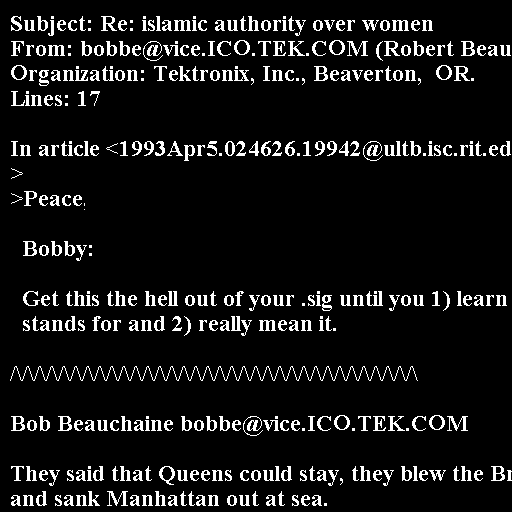 Subject: Re: islamic authority over women
From: bobbe@vice.ICO.TEK.COM (Robert Beau
Organization: Tektronix, Inc., Beaverton,  OR.
Lines: 17

In article <1993Apr5.024626.19942@ultb.isc.rit.ed
>
>Peace,

Bobby:

Get this the hell out of your .sig until you 1) learn
stands for and 2) really mean it.

/\/\/\/\/\/\/\/\/\/\/\/\/\/\/\/\/\/\/\/\/\/\/\/\/\/\/\/\/\/\/\/\/\/\

Bob Beauchaine bobbe@vice.ICO.TEK.COM

They said that Queens could stay, they blew the Br
and sank Manhattan out at sea.